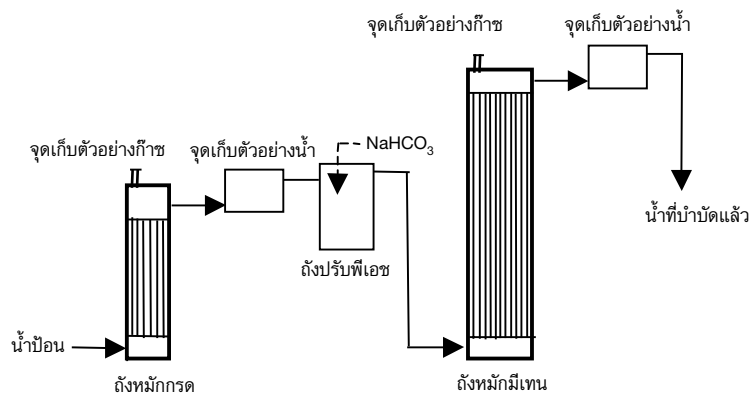 จุดเก็บตัวอย่างก๊าซ
จุดเก็บตัวอย่างน้ำ
จุดเก็บตัวอย่างก๊าซ
จุดเก็บตัวอย่างน้ำ
NaHCO₃
น้ำที่บำบัดแล้ว
ถังปรับพีเอช
น้ำป้อน
ถังหมักกรด
ถังหมักมีเทน